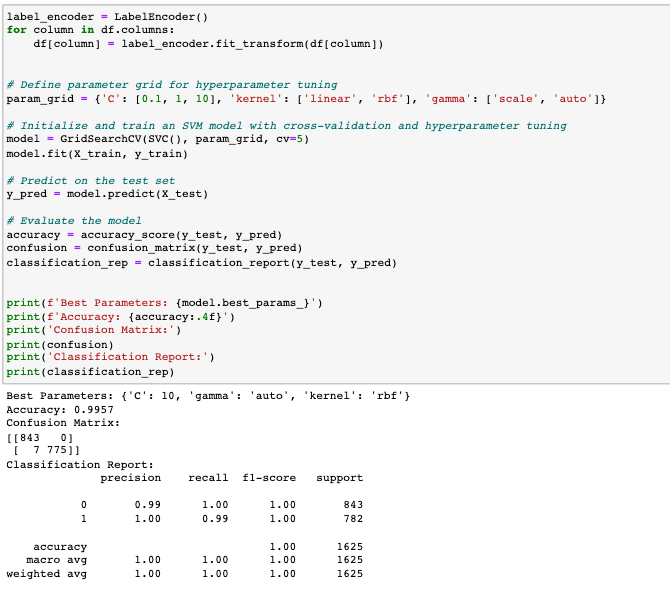 label_encoder = LabelEncoder()
for column in df.columns:
    df[column] = label_encoder.fit_transform(df[column])
# Define parameter grid for hyperparameter tuning
param_grid = {'C': [0.1, 1, 10], 'kernel': ['linear', 'rbf'], 'gamma': ['scale', 'auto']}
# Initialize and train an SVM model with cross-validation and hyperparameter tuning
model = GridSearchCV(SVC(), param_grid, cv=5)
model.fit(X_train, y_train)
# Predict on the test set
y_pred = model.predict(X_test)
# Evaluate the model
accuracy = accuracy_score(y_test, y_pred)
confusion = confusion_matrix(y_test, y_pred)
classification_rep = classification_report(y_test, y_pred)
print(f'Best Parameters: {model.best_params_}')
print(f'Accuracy: {accuracy:.4f}')
print('Confusion Matrix:')
print(confusion)
print('Classification Report:')
print(classification_rep)
Best Parameters: {'C': 10, 'gamma': 'auto', 'kernel': 'rbf'}
Accuracy: 0.9957
Confusion Matrix:
[[843   0]
 [  7 775]]
Classification Report:
              precision    recall  f1-score   support
           0       0.99      1.00      1.00       843
           1       1.00      0.99      1.00       782
    accuracy                           1.00      1625
   macro avg       1.00      1.00      1.00      1625
weighted avg       1.00      1.00      1.00      1625